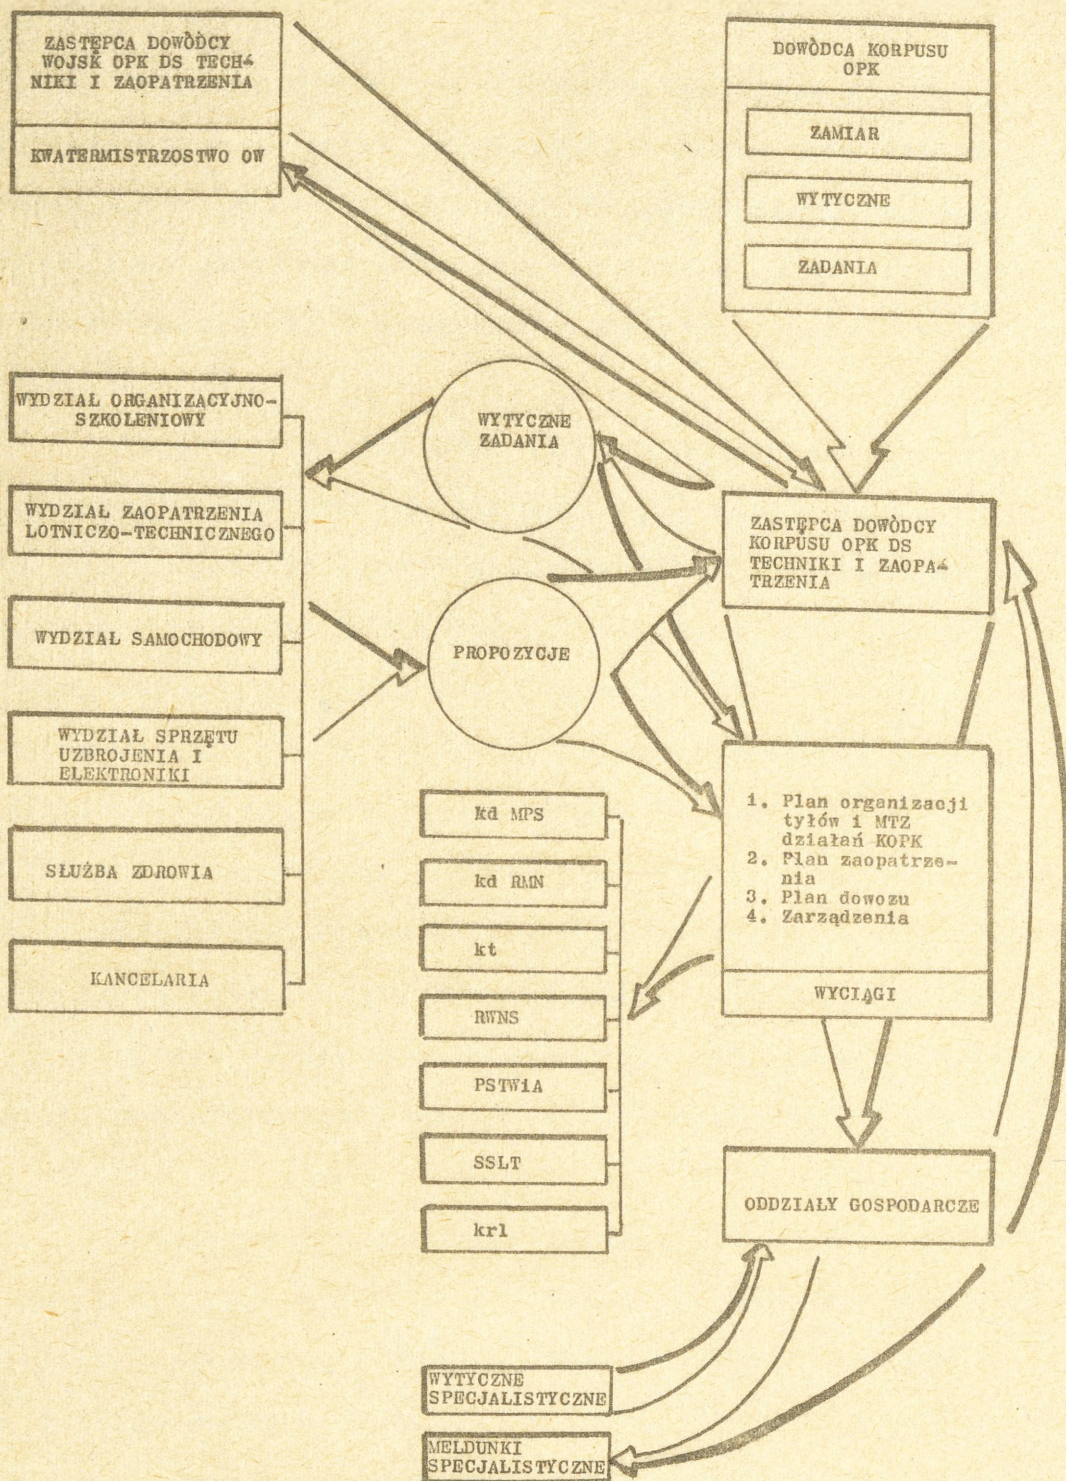 ZASTĘPCA DOWÒDCY
WOJSK OPK DS TECH-
NIKI I ZAOPATRZENIA
KWATERMISTRZOSTWO OW
DOWÒDCA KORPUSU
OPK
ZAMIAR
WYTYCZNE
ZADANIA
WYDZIAŁ ORGANIZACYJNO-
SZKOLENIOWY
WYDZIAŁ ZAOPATRZENIA
LOTNICZO-TECHNICZNEGO
WYDZIAŁ SAMOCHODOWY
WYDZIAŁ SPRZĘTU
UZBROJENIA I
ELEKTRONIKI
SŁUŻBA ZDROWIA
KANCELARIA
WYTYCZNE
ZADANIA
PROPOZYCJE
ZASTĘPCA DOWÓDCY
KORPUSU OPK DS
TECHNIKI I ZAOPA-
TRZENIA
1. Plan organizacji
tyłów i MTZ
działań KOPK
2. Plan zaopatrze-
nia
3. Plan dowozu
4. Zarządzenia
WYCIĄGI
kd MPS
kd RMN
kt
RWNS
PSTWiA
SSLT
krl
ODDZIAŁY GOSPODARCZE
WYTYCZNE
SPECJALISTYCZNE
MELDUNKI
SPECJALISTYCZNE